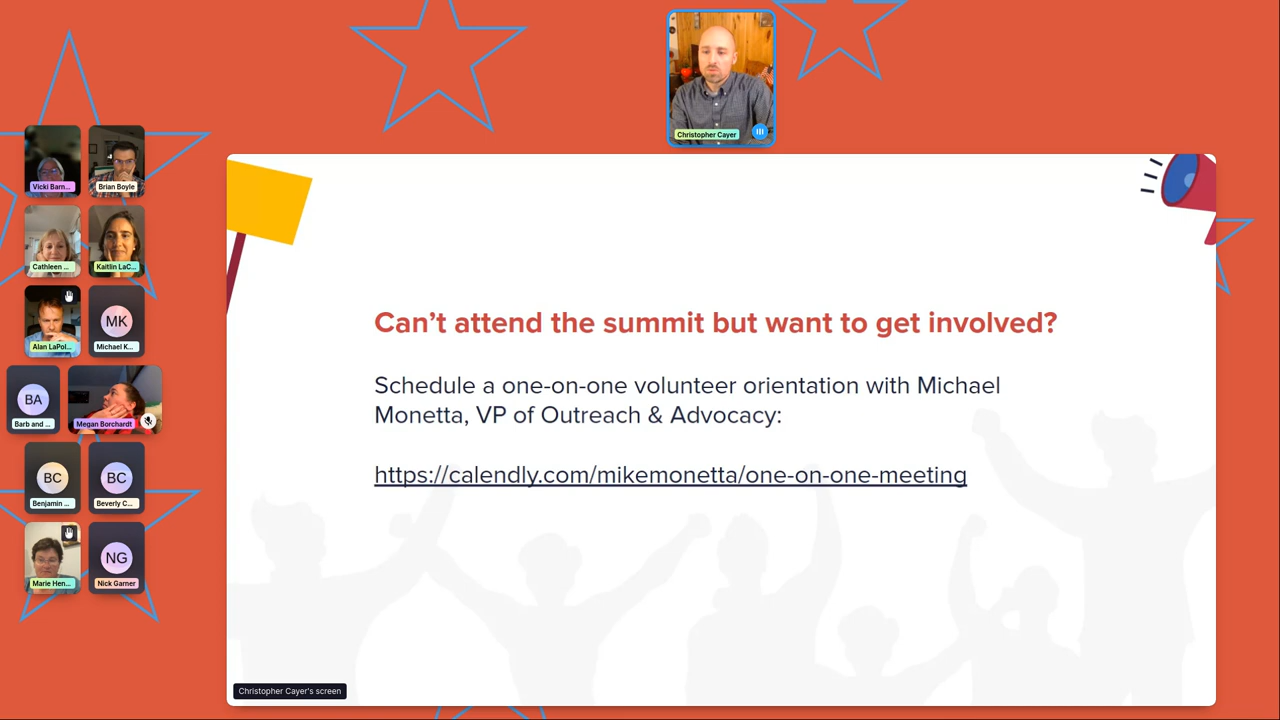 Christopher Cayer
Vicki Barn...
Brian Boyle
Cathleen ...
Kaitlin LaC...
Alan LaPol...
MK
Michael K...
BA
Barb and ...
Megan Borchardt
BC
Benjamin ...
BC
Beverly C...
Marie Hen...
NG
Nick Garner
Can’t attend the summit but want to get involved?
Schedule a one-on-one volunteer orientation with Michael
Monetta, VP of Outreach & Advocacy:
https://calendly.com/mikemonetta/one-on-one-meeting
Christopher Cayer's screen